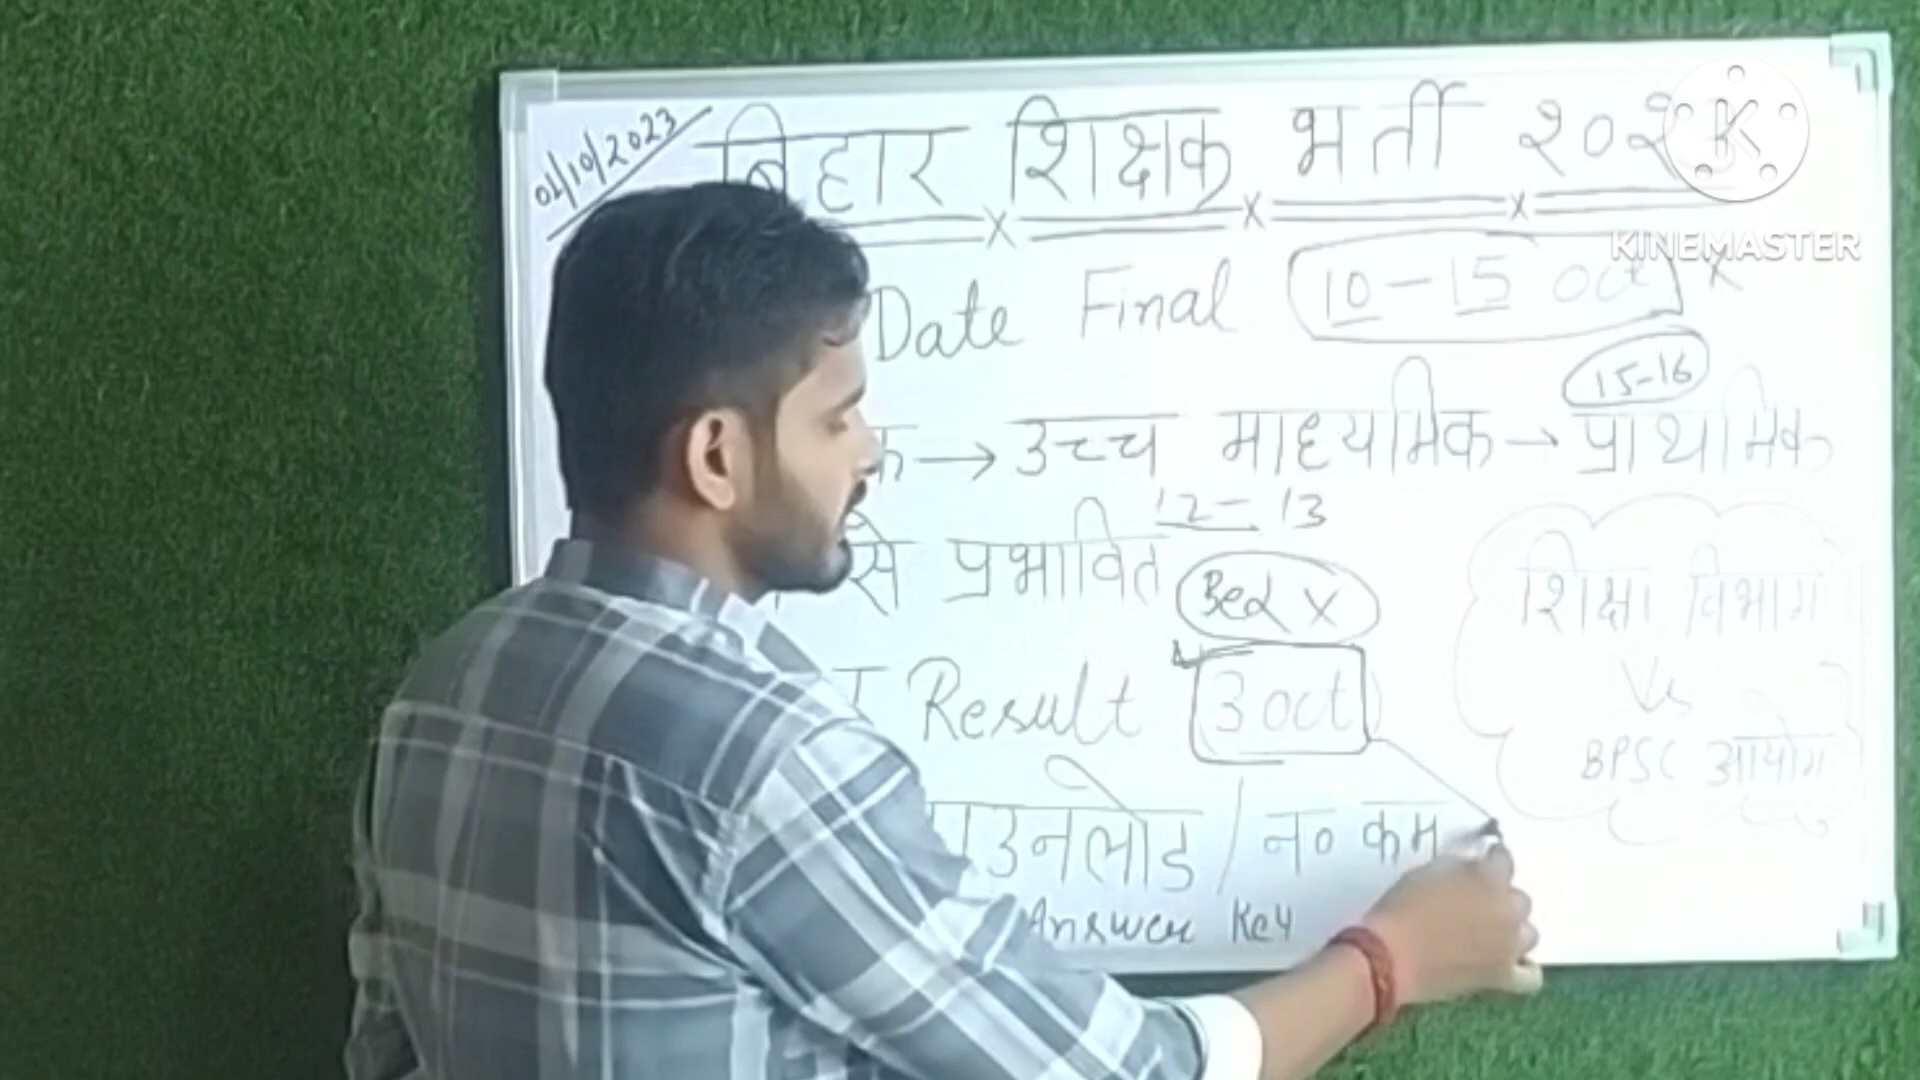 01/10/2023
बिहार शिक्षक भर्ती २०२
KINEMASTER
Date Final 10-15 Oct X
15-16
क → उच्च माध्यमिक → प्राथमिक
12-13
से प्रभावित Bed X
Result 3 oct
शिक्षा विभाग
Vs
BPSC आयोग
ाउनलोड / न० कम
Answer Key